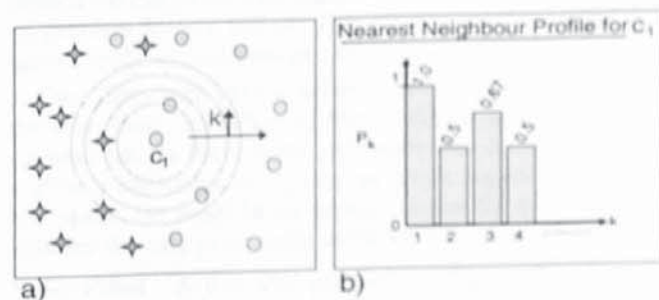 Nearest Neighbour Profile for C₁
k
C₁
a)
1
1.0
0.5
0.67
0.5
Pₖ
0
1
2
3
4
k
b)